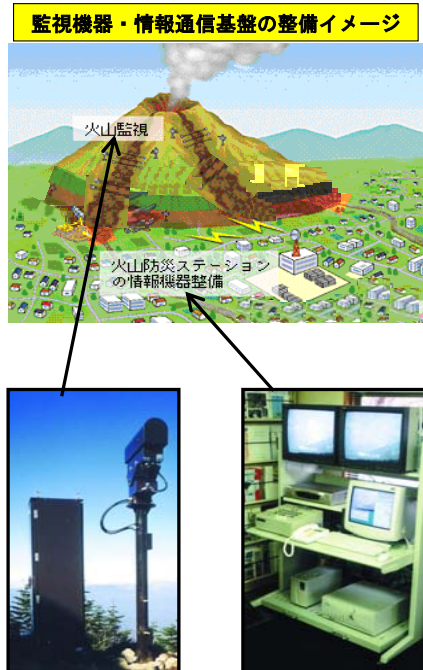 監視機器・情報通信基盤の整備イメージ
火山監視
火山防災ステーション
の情報機器整備